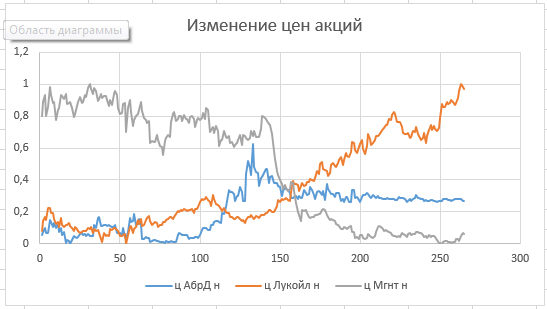 Изменение цен акций
Область диаграммы
1,2
1
0,8
0,6
0,4
0,2
0
0 50 100 150 200 250 300
ц АбрД н ц Лукойл н ц Мгнт н